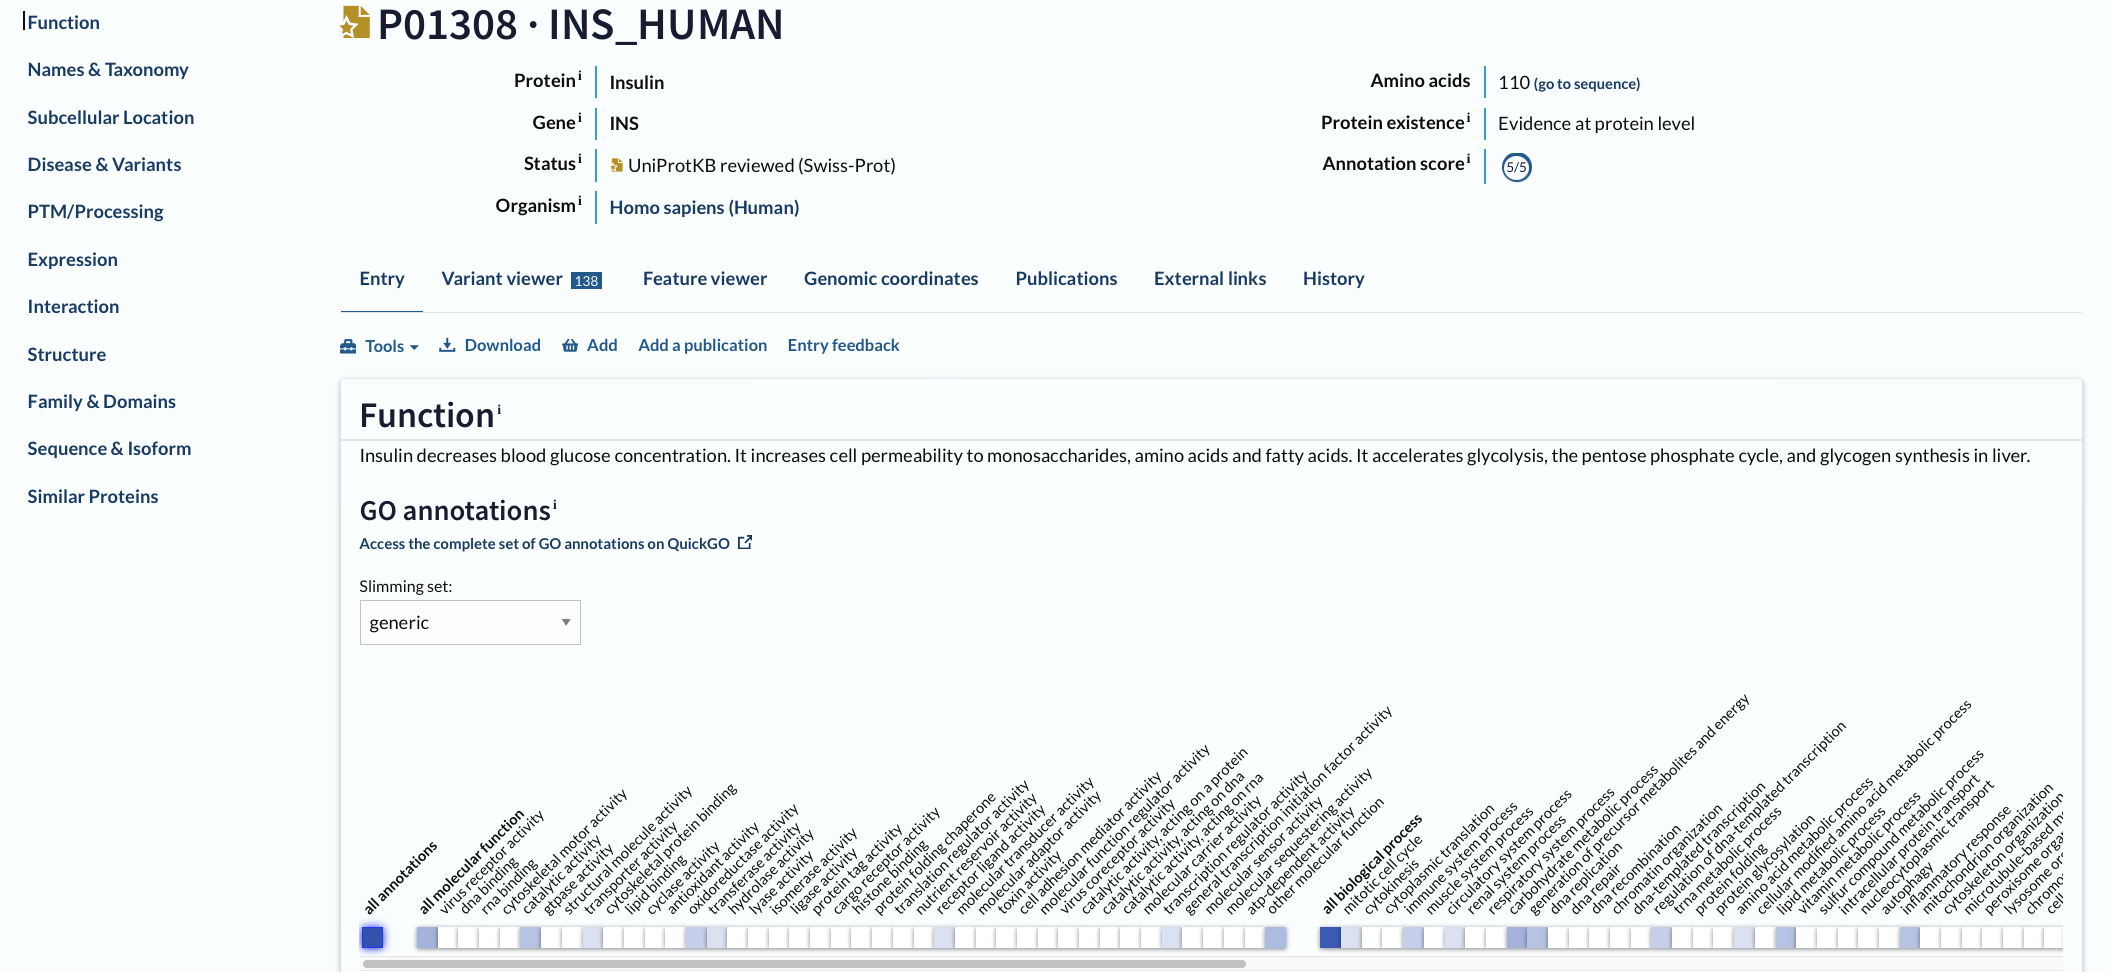 Function
Names & Taxonomy
Subcellular Location
Disease & Variants
PTM/Processing
Expression
Interaction
Structure
Family & Domains
Sequence & Isoform
Similar Proteins
P01308 · INS_HUMAN
Protein i Insulin
Gene i INS
Status i UniProtKB reviewed (Swiss-Prot)
Organism i Homo sapiens (Human)
Amino acids 110 (go to sequence)
Protein existence i Evidence at protein level
Annotation score i 5/5
Entry Variant viewer 138 Feature viewer Genomic coordinates Publications External links History
Tools Download Add Add a publication Entry feedback
Function i
Insulin decreases blood glucose concentration. It increases cell permeability to monosaccharides, amino acids and fatty acids. It accelerates glycolysis, the pentose phosphate cycle, and glycogen synthesis in liver.
GO annotations i
Access the complete set of GO annotations on QuickGO
Slimming set:
generic
all annotations
all molecular function
virus receptor activity
dna binding
rna binding
cytoskeletal motor activity
catalytic activity
gtpase activity
structural molecule activity
transporter activity
cytoskeletal protein binding
lipid binding
cyclase activity
antioxidant activity
oxidoreductase activity
transferase activity
hydrolase activity
lyase activity
isomerase activity
ligase activity
protein tag activity
cargo receptor activity
histone binding
protein folding chaperone
translation regulator activity
nutrient reservoir activity
receptor ligand activity
molecular transducer activity
molecular adaptor activity
toxin activity
cell adhesion mediator activity
molecular function regulator activity
virus coreceptor activity
catalytic activity, acting on a protein
catalytic activity, acting on dna
catalytic activity, acting on rna
molecular carrier activity
transcription regulator activity
general transcription initiation factor activity
molecular sensor activity
molecular sequestering activity
atp-dependent activity
other molecular function
all biological process
mitotic cell cycle
cytokinesis
cytoplasmic translation
immune system process
muscle system process
circulatory system process
renal system process
respiratory system process
carbohydrate metabolic process
generation of precursor metabolites and energy
dna replication
dna repair
dna recombination
chromatin organization
dna-templated transcription
regulation of dna-templated transcription
trna metabolic process
protein folding
protein glycosylation
amino acid metabolic process
cellular modified amino acid metabolic process
lipid metabolic process
vitamin metabolic process
sulfur compound metabolic process
intracellular protein transport
nucleocytoplasmic transport
autophagy
inflammatory response
mitochondrion organization
cytoskeleton organization
microtubule-based m
peroxisome orga
lysosome or
chromo
cel